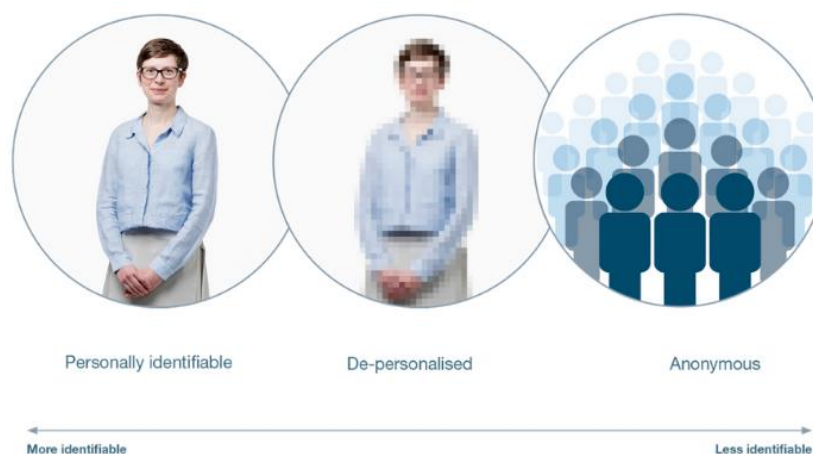 Personally identifiable
De-personalised
Anonymous
More identifiable
Less identifiable